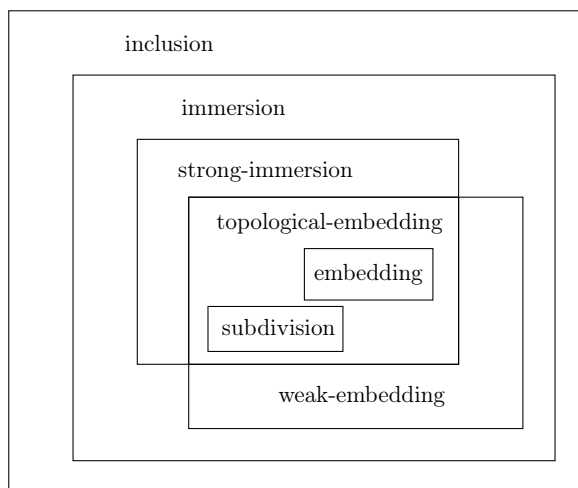 inclusion
immersion
strong-immersion
topological-embedding
embedding
subdivision
weak-embedding